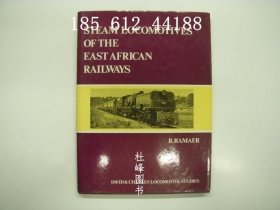 185 612 44188
STEAM LOCOMOTIVES
OF THE
EAST AFRICAN
RAILWAYS
R.RAMAER
杜峰图书
DAVID & CHARLES LOCOMOTIVE STUDIES